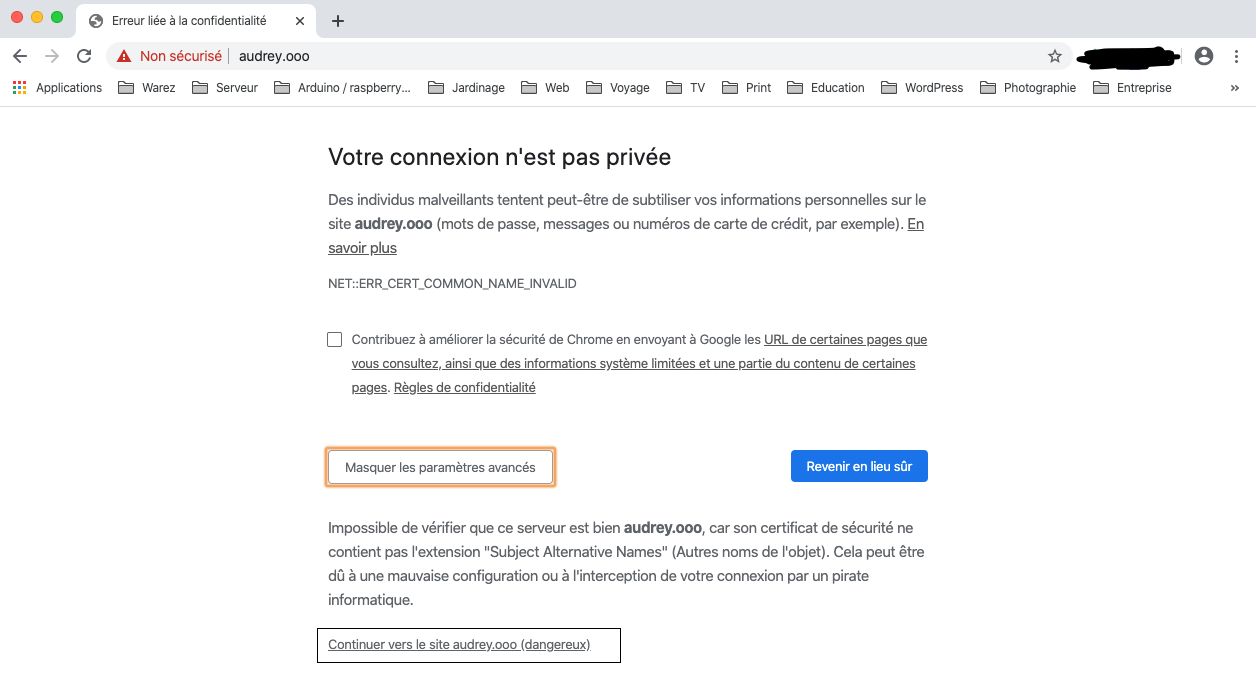 Erreur liée à la confidentialité
Non sécurisé audrey.ooo
Applications Warez Serveur Arduino / raspberry... Jardinage Web Voyage TV Print Education WordPress Photographie Entreprise »
Votre connexion n'est pas privée
Des individus malveillants tentent peut-être de subtiliser vos informations personnelles sur le
site audrey.ooo (mots de passe, messages ou numéros de carte de crédit, par exemple). En
savoir plus
NET::ERR_CERT_COMMON_NAME_INVALID
Contribuez à améliorer la sécurité de Chrome en envoyant à Google les URL de certaines pages que
vous consultez, ainsi que des informations système limitées et une partie du contenu de certaines
pages. Règles de confidentialité
Masquer les paramètres avancés Revenir en lieu sûr
Impossible de vérifier que ce serveur est bien audrey.ooo, car son certificat de sécurité ne
contient pas l'extension "Subject Alternative Names" (Autres noms de l'objet). Cela peut être
dû à une mauvaise configuration ou à l'interception de votre connexion par un pirate
informatique.
Continuer vers le site audrey.ooo (dangereux)